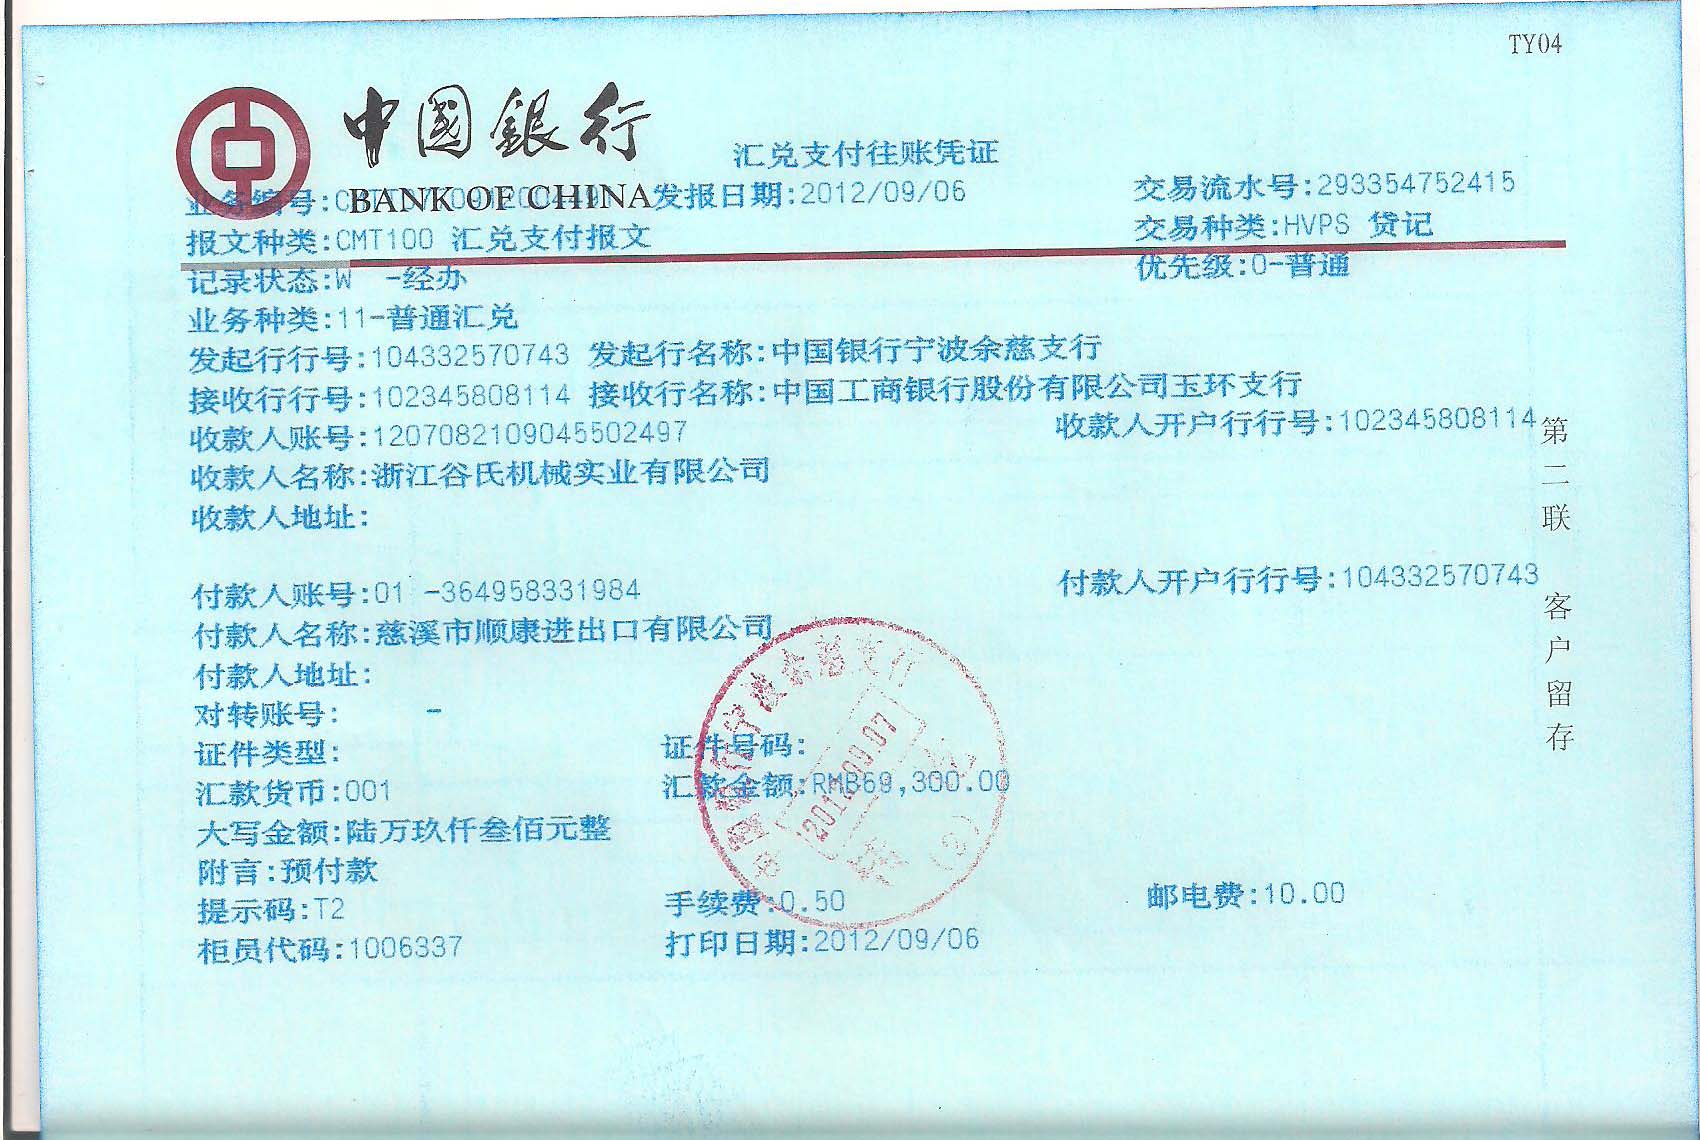 TY04
中國銀行
BANK OF CHINA
汇兑支付往账凭证
业务编号: 发报日期:2012/09/06 交易流水号:293354752415
报文种类:CMT100 汇兑支付报文 交易种类:HVPS 贷记
记录状态:W -经办 优先级:0-普通
业务种类:11-普通汇兑
发起行行号:104332570743 发起行名称:中国银行宁波余慈支行
接收行行号:102345808114 接收行名称:中国工商银行股份有限公司玉环支行
收款人账号:1207082109045502497 收款人开户行行号:102345808114
收款人名称:浙江谷氏机械实业有限公司
收款人地址:
付款人账号:01 -364958331984 付款人开户行行号:104332570743
付款人名称:慈溪市顺康进出口有限公司
付款人地址:
对转账号: -
证件类型: 证件号码:
汇款货币:001 汇款金额:RMB69,300.00
大写金额:陆万玖仟叁佰元整
附言:预付款
提示码:T2 手续费:0.50 邮电费:10.00
柜员代码:1006337 打印日期:2012/09/06
第二联 客户留存
中国银行宁波余慈支行
2012.09.07
(2)